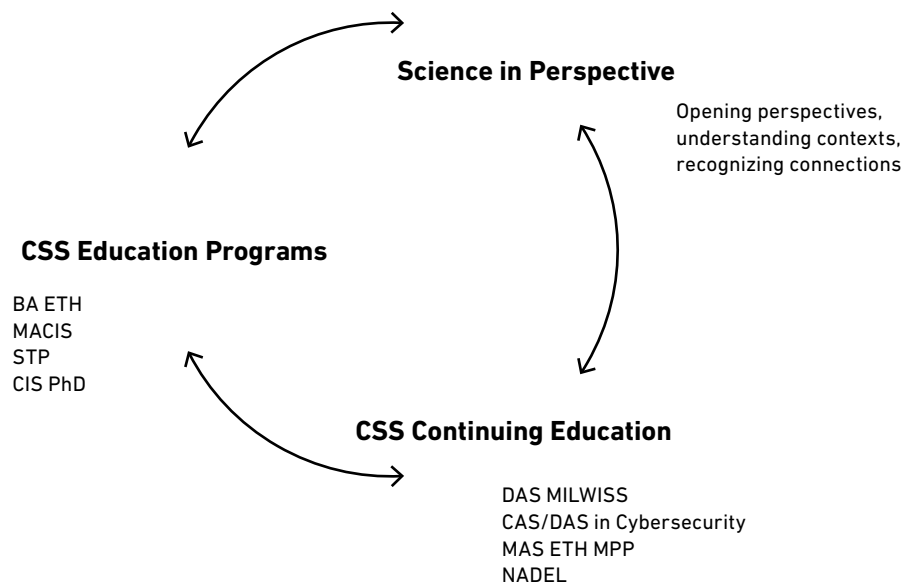 Science in Perspective
Opening perspectives,
understanding contexts,
recognizing connections
CSS Education Programs
BA ETH
MACIS
STP
CIS PhD
CSS Continuing Education
DAS MILWISS
CAS/DAS in Cybersecurity
MAS ETH MPP
NADEL